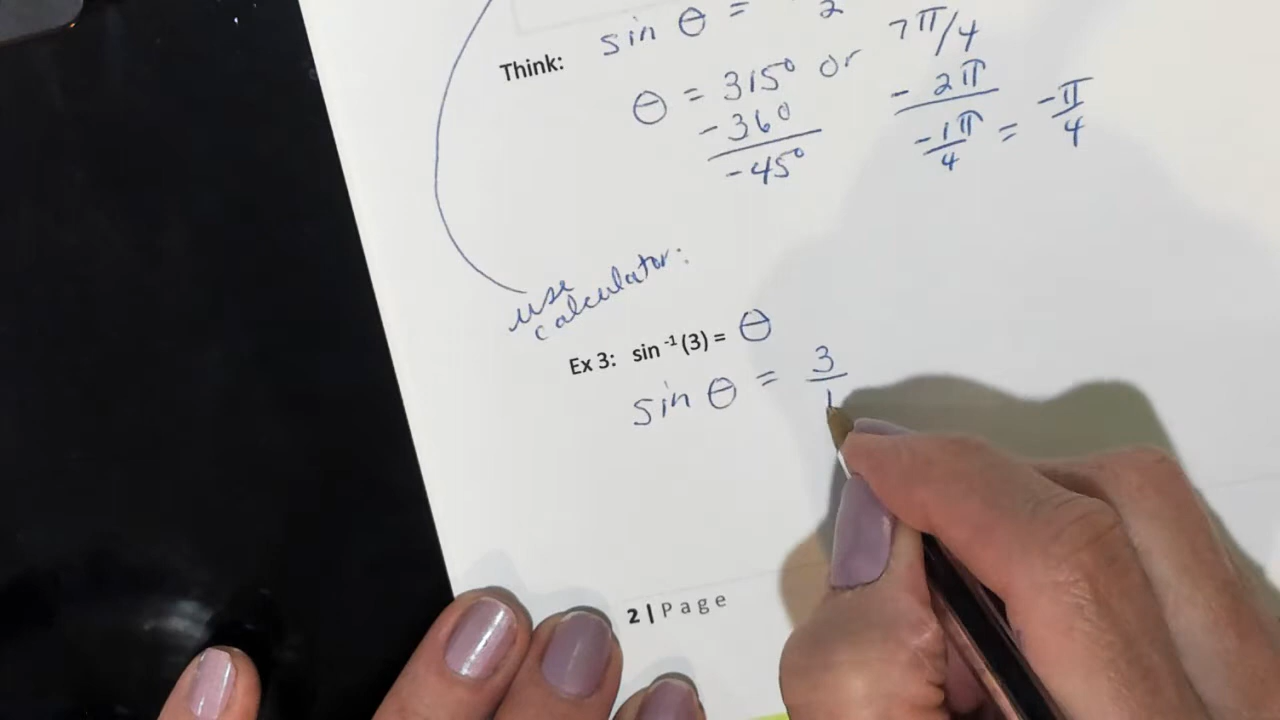 Think: sin θ = 2
θ = 315° or 7π/4
-360 - 2π
-45° -1π/4 = -π/4
use
calculator:
Ex 3: sin⁻¹(3) = θ
sin θ = 3/1
2 | Page